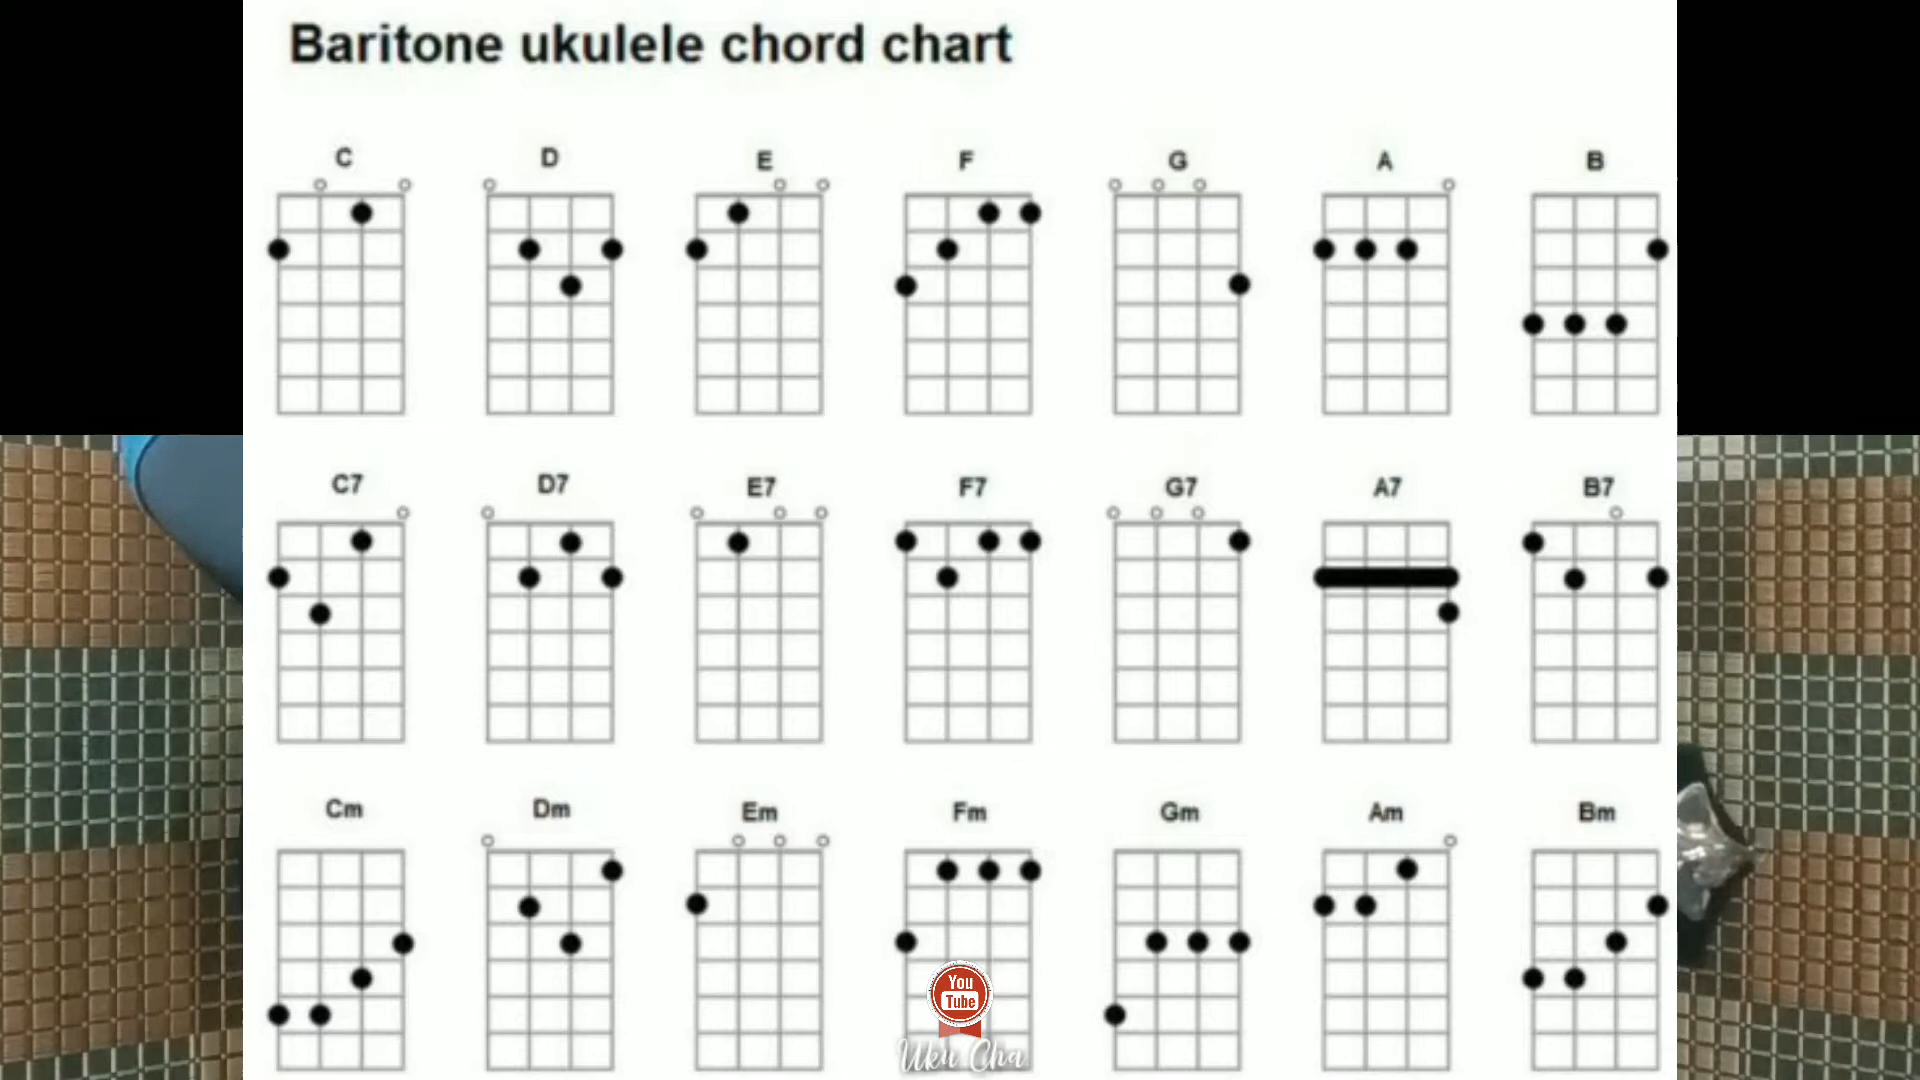 Baritone ukulele chord chart
C D E F G A B
C7 D7 E7 F7 G7 A7 B7
Cm Dm Em Fm Gm Am Bm
You
Tube
Uku Cha